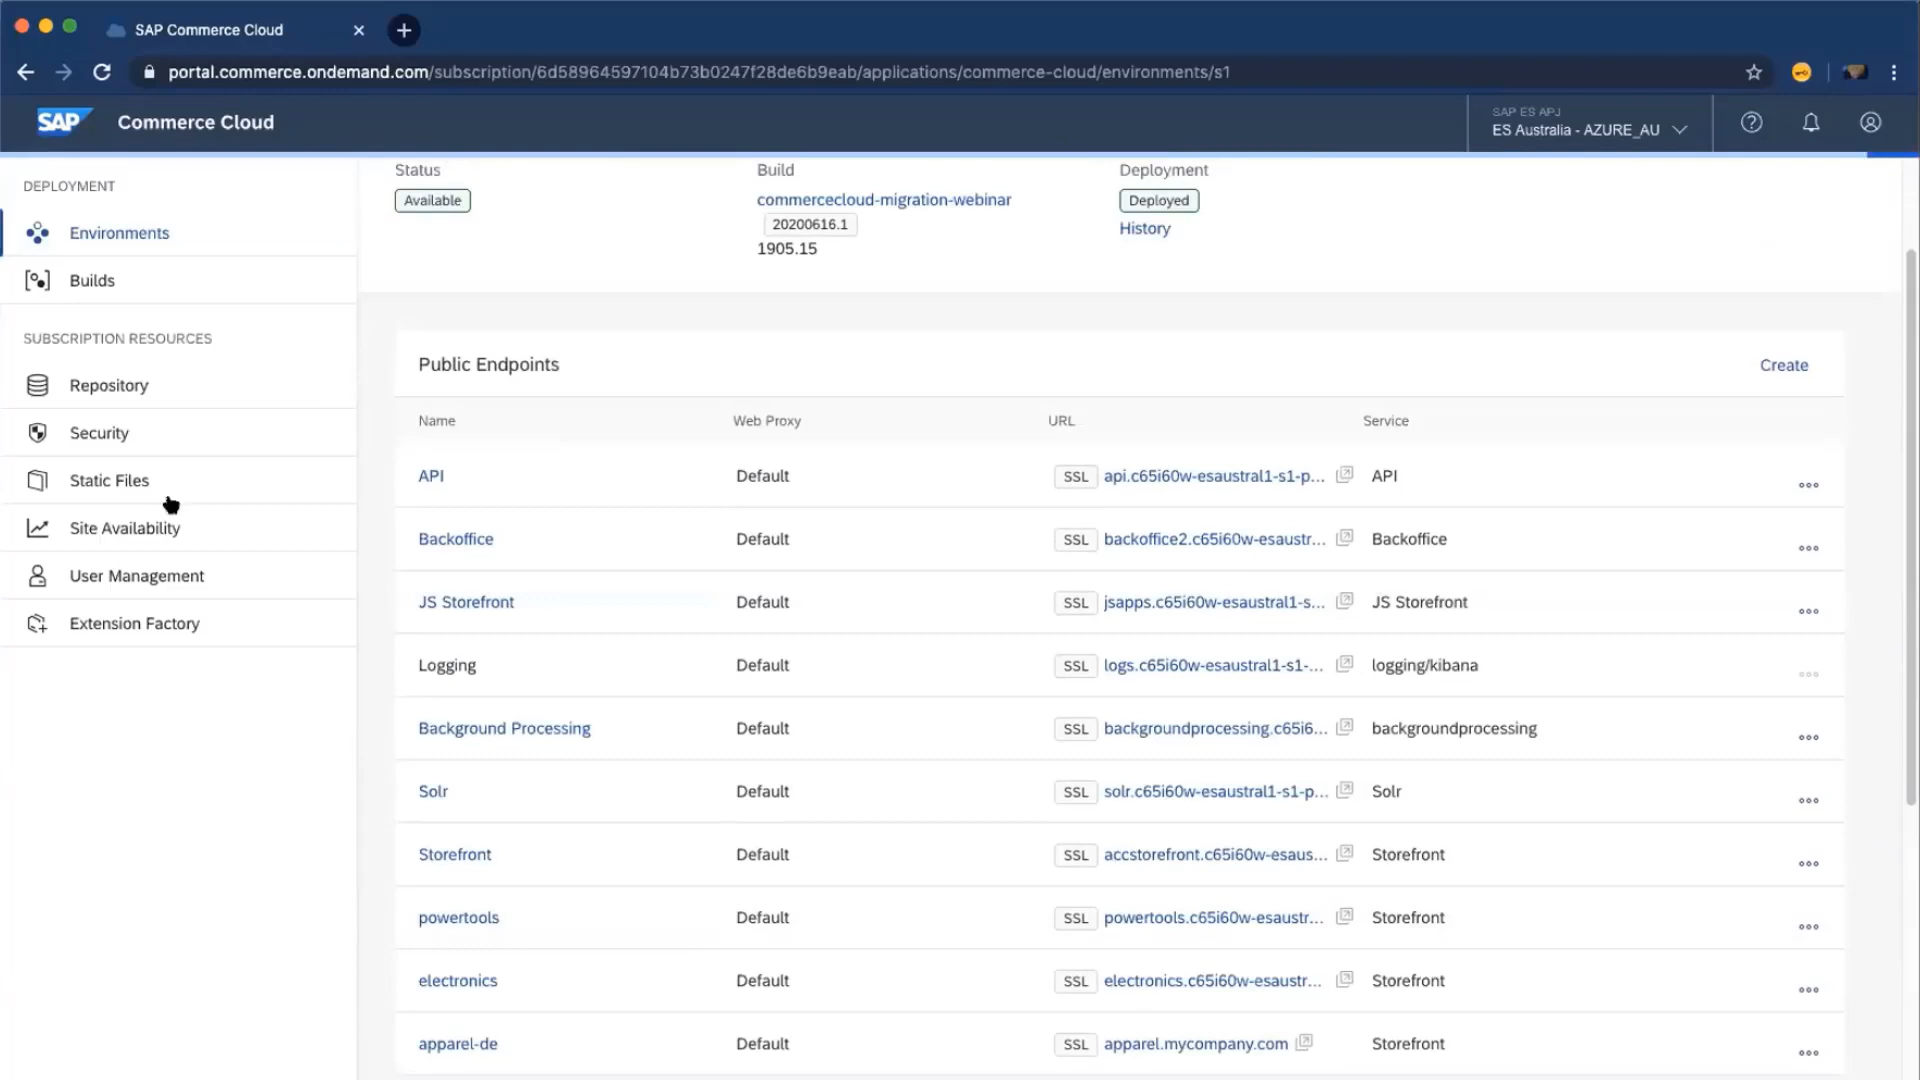 SAP Commerce Cloud
portal.commerce.ondemand.com/subscription/6d58964597104b73b0247f28de6b9eab/applications/commerce-cloud/environments/s1
SAP Commerce Cloud
SAP ES APJ
ES Australia - AZURE_AU
DEPLOYMENT
Environments
Builds
SUBSCRIPTION RESOURCES
Repository
Security
Static Files
Site Availability
User Management
Extension Factory
Status Build Deployment
Available commercecloud-migration-webinar Deployed
20200616.1 History
1905.15
Public Endpoints Create
Name Web Proxy URL Service
API Default SSL api.c65i60w-esaustral1-s1-p... API
Backoffice Default SSL backoffice2.c65i60w-esaustr... Backoffice
JS Storefront Default SSL jsapps.c65i60w-esaustral1-s... JS Storefront
Logging Default SSL logs.c65i60w-esaustral1-s1-... logging/kibana
Background Processing Default SSL backgroundprocessing.c65i6... backgroundprocessing
Solr Default SSL solr.c65i60w-esaustral1-s1-p... Solr
Storefront Default SSL accstorefront.c65i60w-esaus... Storefront
powertools Default SSL powertools.c65i60w-esaustr... Storefront
electronics Default SSL electronics.c65i60w-esaustr... Storefront
apparel-de Default SSL apparel.mycompany.com Storefront